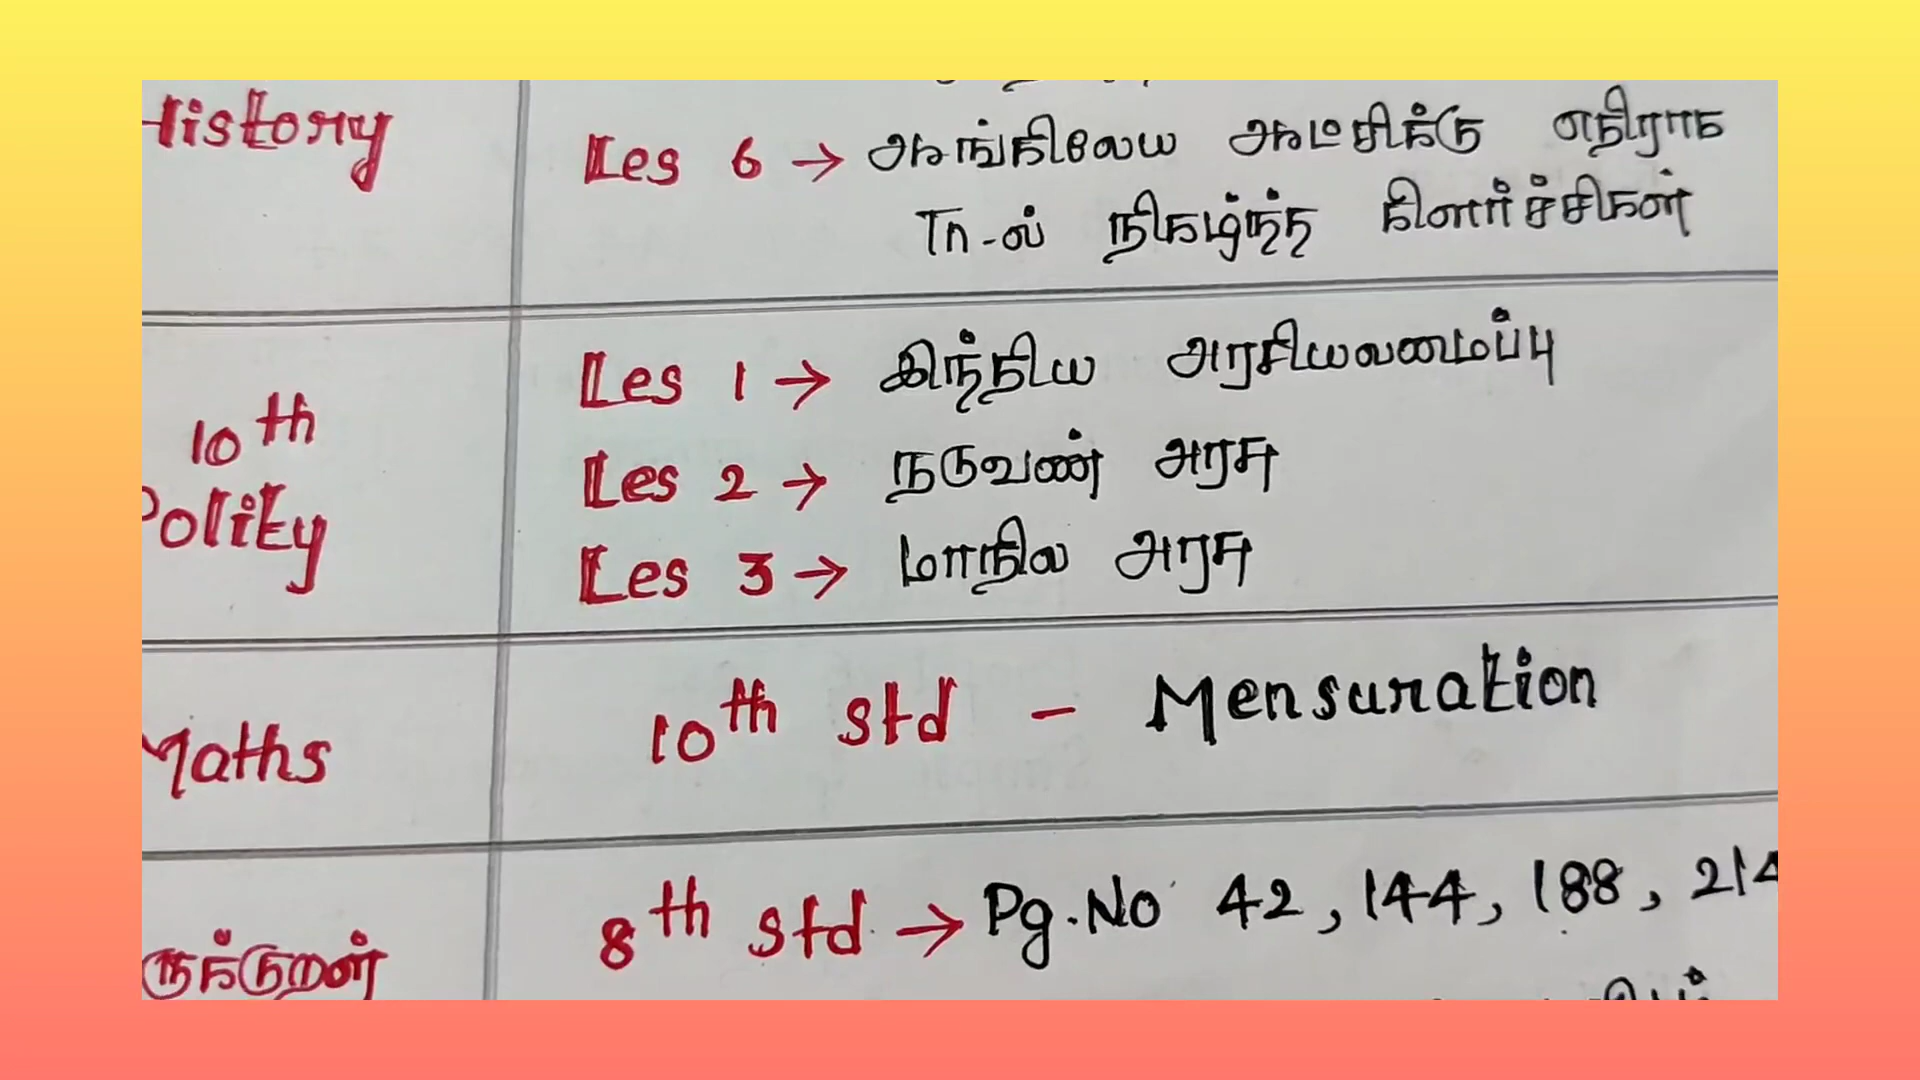 History
Les 6 → ஆங்கிலேய ஆட்சிக்கு எதிராக
Tn-ல் நிகழ்ந்த கிளர்ச்சிகள்
10th
Polity
Les 1 → இந்திய அரசியலமைப்பு
Les 2 → நடுவண் அரசு
Les 3 → மாநில அரசு
Maths
10th std - Mensuration
ருக்குறள்
8th std → Pg.No 42, 144, 188, 214